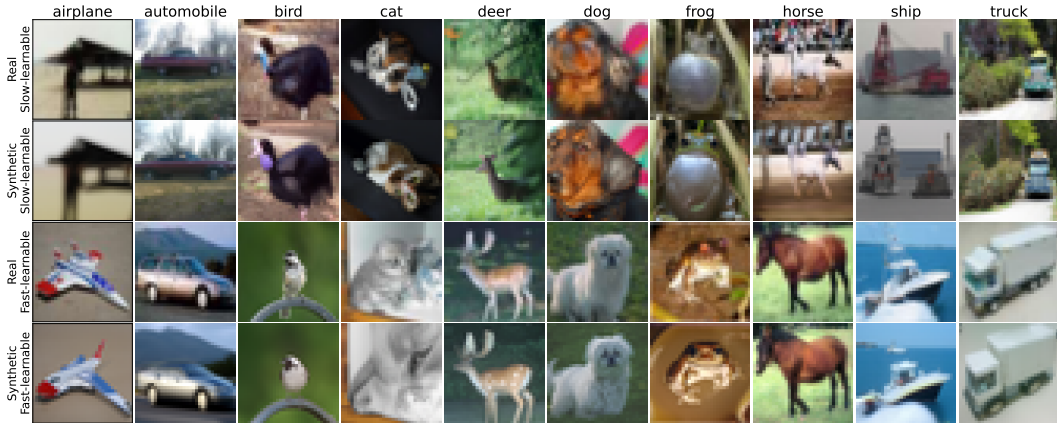 airplane automobile bird cat deer dog frog horse ship truck
Real
Slow-learnable
Synthetic
Slow-learnable
Real
Fast-learnable
Synthetic
Fast-learnable